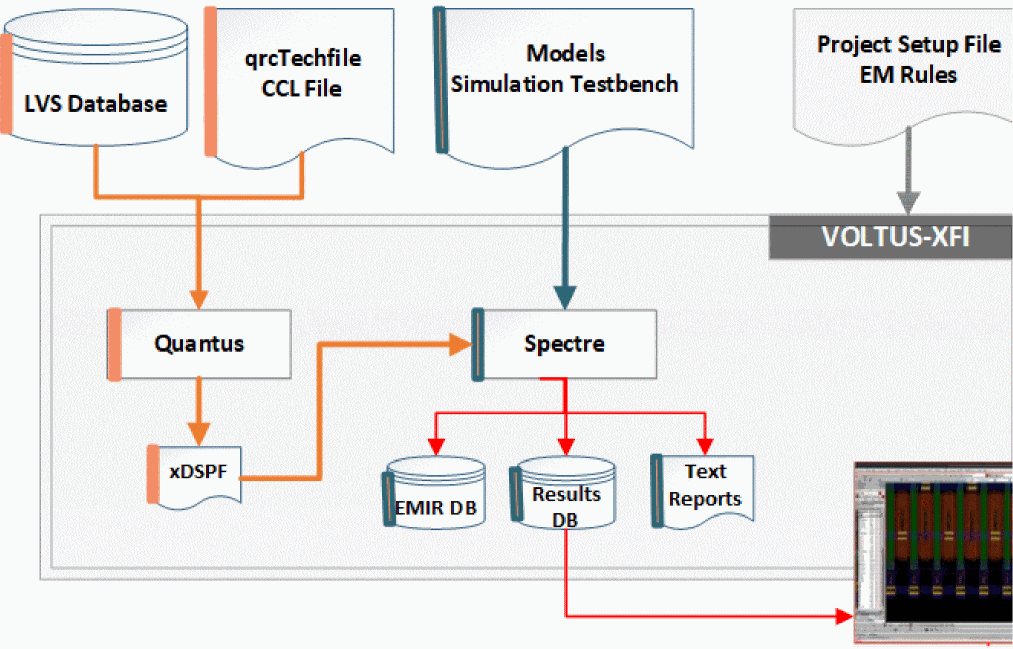 LVS Database
qrcTechfile
CCL File
Models
Simulation Testbench
Project Setup File
EM Rules
VOLTUS-XFI
Quantus
Spectre
xDSPF
EMIR DB
Results
DB
Text
Reports